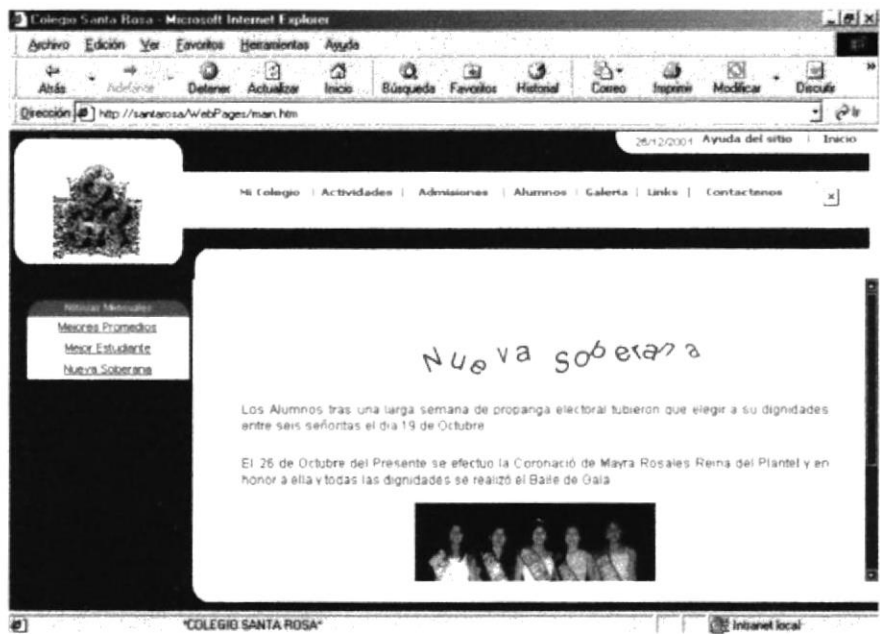 Colegio Santa Rosa - Microsoft Internet Explorer
Archivo Edición Ver Favoritos Herramientas Ayuda
Atrás Adelante Detener Actualizar Inicio Búsqueda Favoritos Historial Correo Imprimir Modificar Discutir »
Dirección http://santarosa/WebPages/main.htm Ir
26/12/2001 Ayuda del sitio | Inicio
Mi Colegio | Actividades | Admisiones | Alumnos | Galeria | Links | Contactenos
Noticias Mensuales
Mejores Promedios
Mejor Estudiante
Nueva Soberana
Nueva Soberana
Los Alumnos tras una larga semana de propanga electoral tubieron que elegir a su dignidades
entre seis señoritas el dia 19 de Octubre
El 26 de Octubre del Presente se efectuo la Coronació de Mayra Rosales Reina del Plantel y en
honor a ella y todas las dignidades se realizó el Baile de Gala
*COLEGIO SANTA ROSA* Intranet local